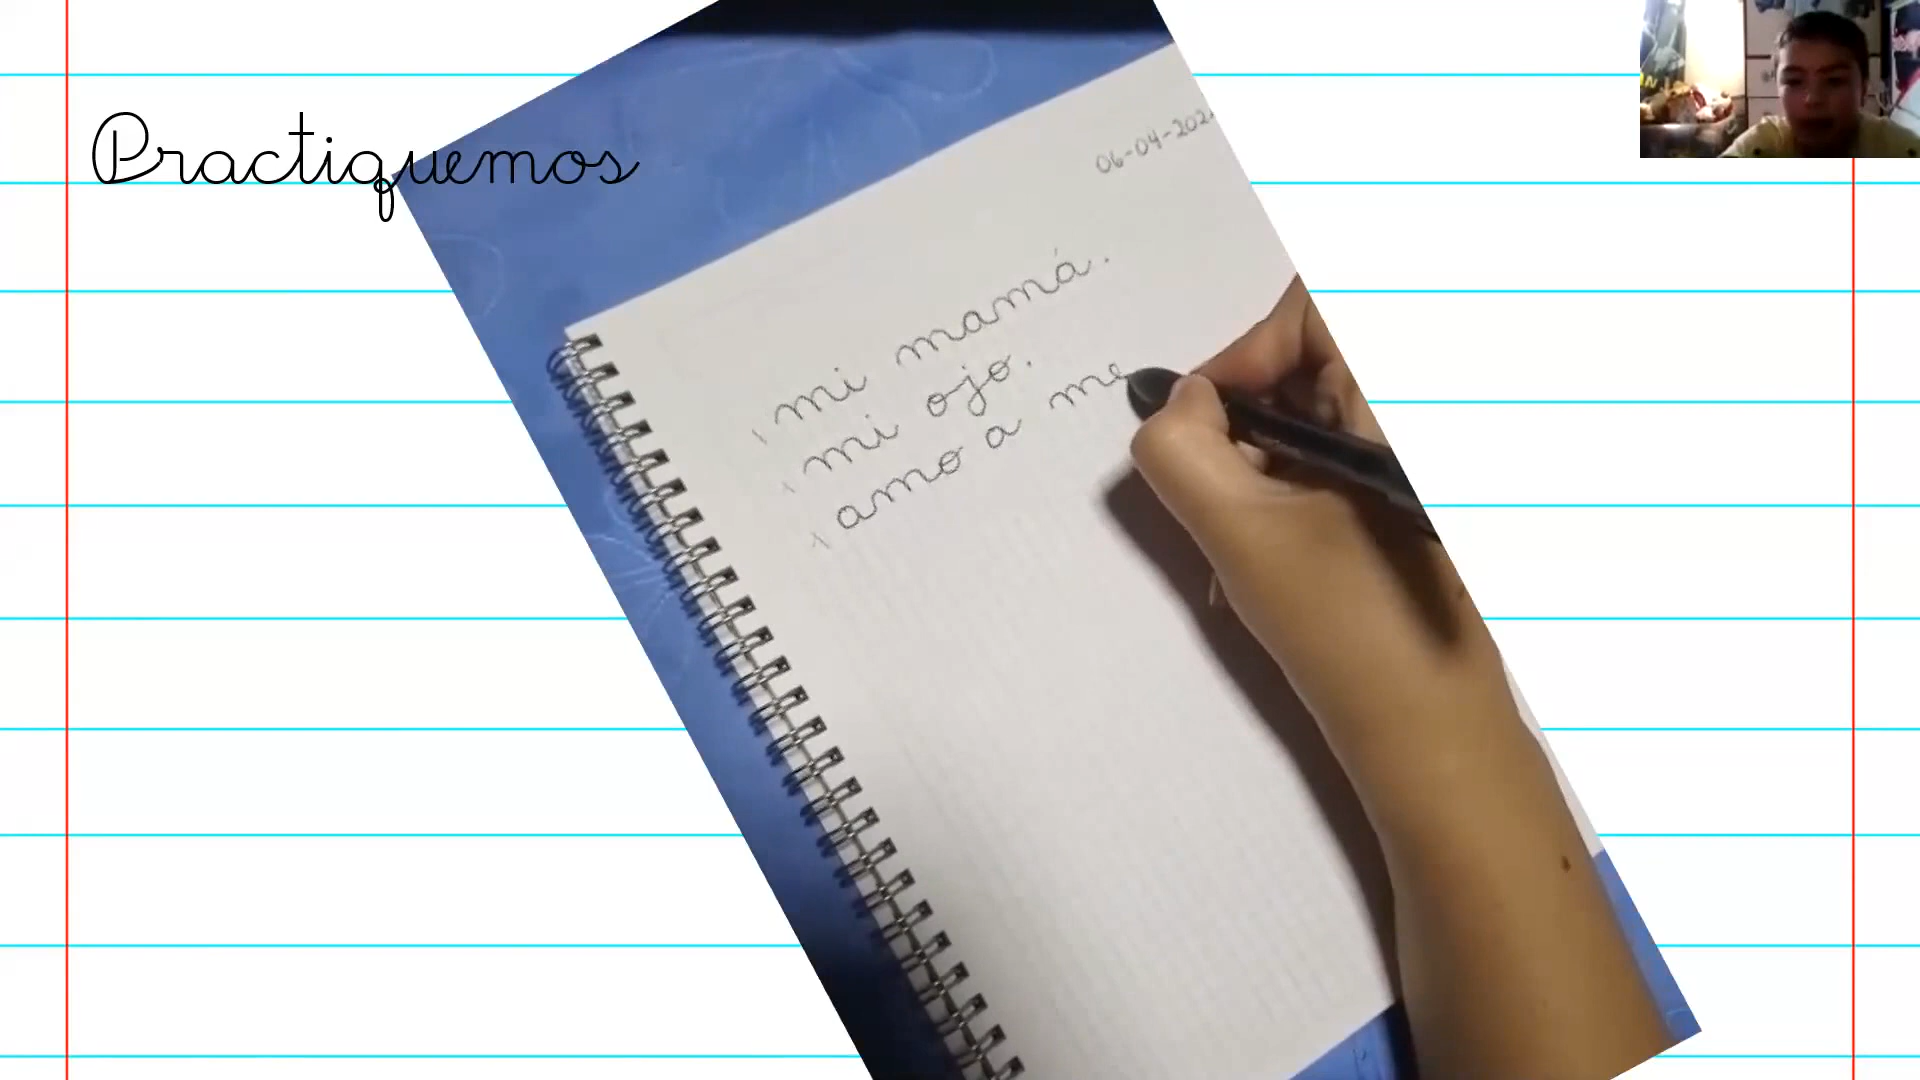 Practiquemos
06-04-202
mi mamá.
mi ojo.
amo a me